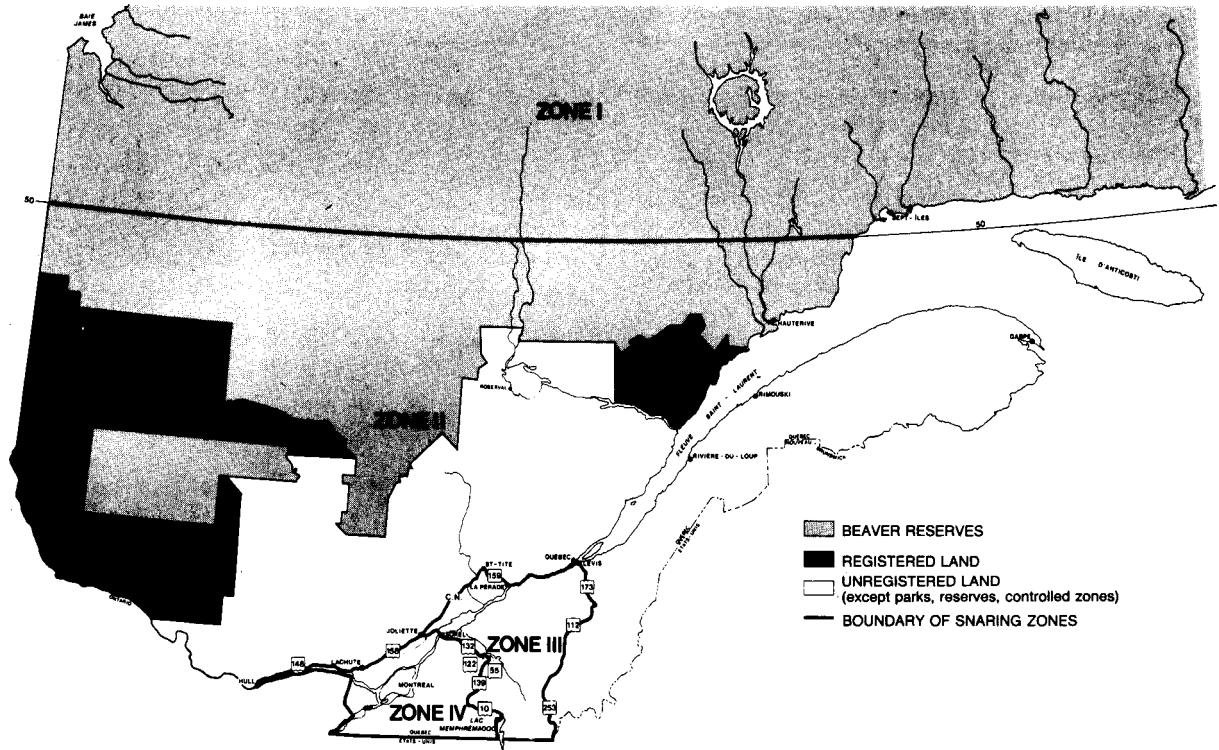 BAIE
JAMES
ZONE I
50
SEPT-ÎLES
50
ÎLE D'ANTICOSTI
HAUTERIVE
GASPÉ
ROBERVAL
FLEUVE SAINT-LAURENT
RIMOUSKI
ZONE II
QUÉBEC
NOUVEAU-BRUNSWICK
RIVIÈRE-DU-LOUP
QUÉBEC
ÉTATS-UNIS
BEAVER RESERVES
REGISTERED LAND
UNREGISTERED LAND
(except parks, reserves, controlled zones)
BOUNDARY OF SNARING ZONES
QUÉBEC
LÉVIS
ST-TITE
159
LA PÉRADE
173
C.N.
ONTARIO
JOLIETTE
SOREL
112
132
ZONE III
158
122
55
LACHUTE
148
HULL
139
MONTRÉAL
10
253
ZONE IV
LAC
MEMPHRÉMAGOG
QUÉBEC
ÉTATS-UNIS